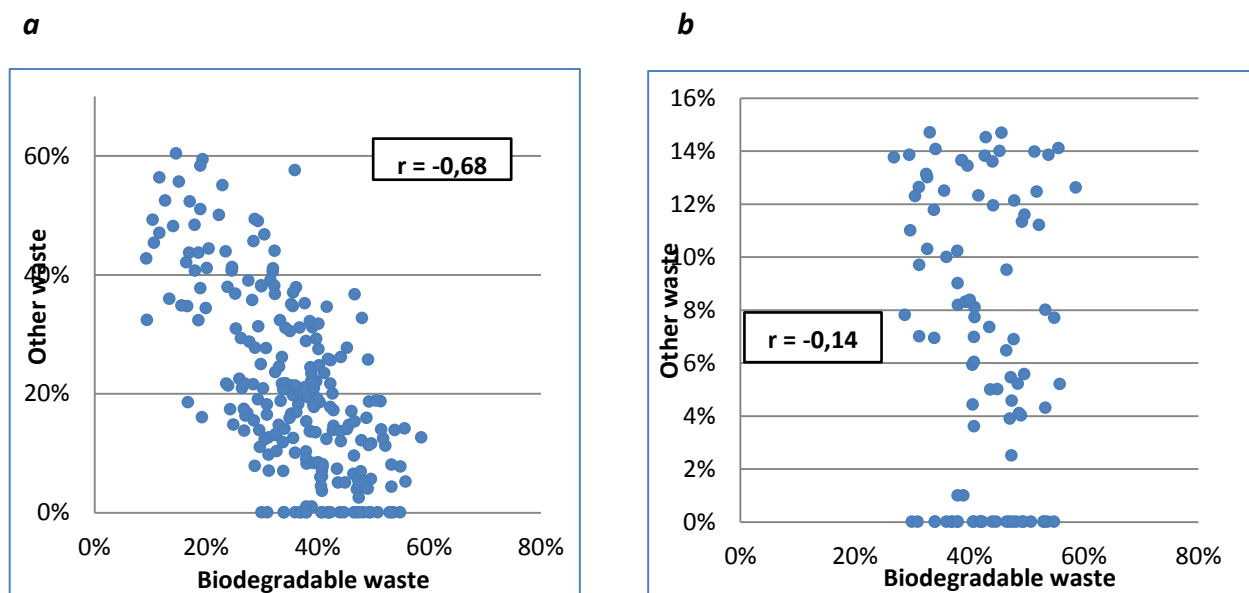 a
60%
40%
20%
0%
0%
20%
40%
60%
80%
Other waste
Biodegradable waste
r = -0,68
b
16%
14%
12%
10%
8%
6%
4%
2%
0%
0%
20%
40%
60%
80%
Other waste
Biodegradable waste
r = -0,14